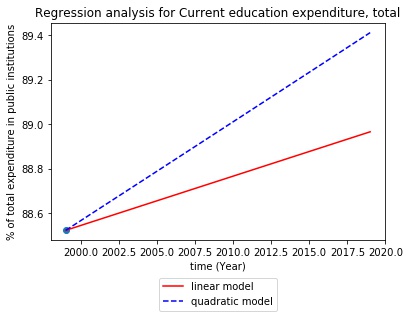 Regression analysis for Current education expenditure, total
% of total expenditure in public institutions
89.4
89.2
89.0
88.8
88.6
2000.0 2002.5 2005.0 2007.5 2010.0 2012.5 2015.0 2017.5 2020.0
time (Year)
linear model
quadratic model